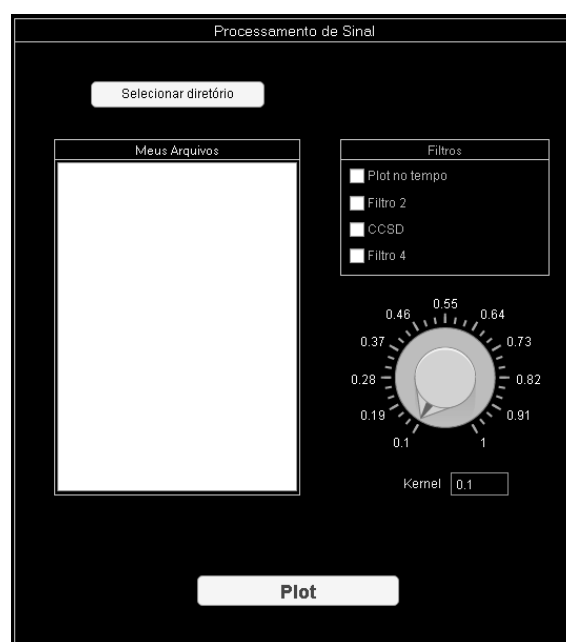 Processamento de Sinal
Selecionar diretório
Meus Arquivos
Filtros
Plot no tempo
Filtro 2
CCSD
Filtro 4
0.1
0.19
0.28
0.37
0.46
0.55
0.64
0.73
0.82
0.91
1
Kernel 0.1
Plot